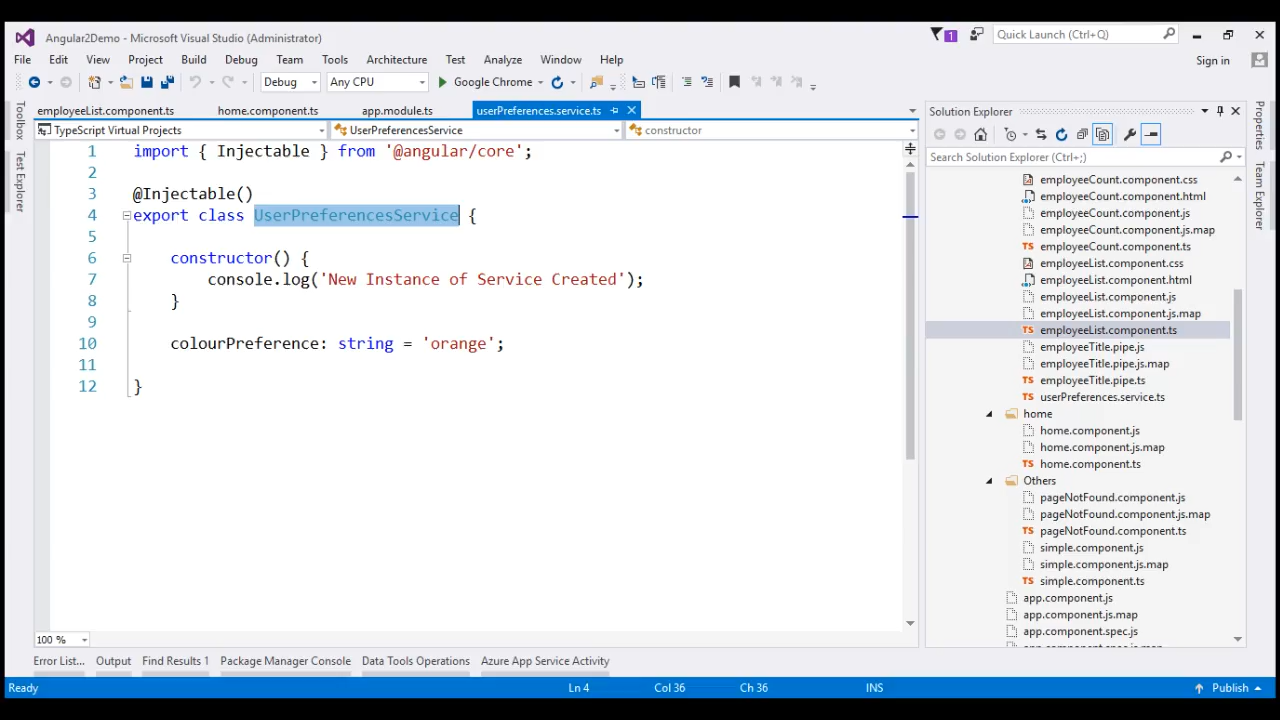 Angular2Demo - Microsoft Visual Studio (Administrator)
1
Quick Launch (Ctrl+Q)
File Edit View Project Build Debug Team Tools Architecture Test Analyze Window Help
Sign in
Debug Any CPU Google Chrome
Toolbox
Test Explorer
employeeList.component.ts home.component.ts app.module.ts userPreferences.service.ts
TypeScript Virtual Projects UserPreferencesService constructor
1 import { Injectable } from '@angular/core';
2
3 @Injectable()
4 export class UserPreferencesService {
5
6 constructor() {
7 console.log('New Instance of Service Created');
8 }
9
10 colourPreference: string = 'orange';
11
12 }
100 %
Solution Explorer
Search Solution Explorer (Ctrl+;)
employeeCount.component.css
employeeCount.component.html
employeeCount.component.js
employeeCount.component.js.map
TS employeeCount.component.ts
employeeList.component.css
employeeList.component.html
employeeList.component.js
employeeList.component.js.map
TS employeeList.component.ts
employeeTitle.pipe.js
employeeTitle.pipe.js.map
TS employeeTitle.pipe.ts
TS userPreferences.service.ts
home
home.component.js
home.component.js.map
TS home.component.ts
Others
pageNotFound.component.js
pageNotFound.component.js.map
TS pageNotFound.component.ts
simple.component.js
simple.component.js.map
TS simple.component.ts
app.component.js
app.component.js.map
app.component.spec.js
Properties
Team Explorer
Error List... Output Find Results 1 Package Manager Console Data Tools Operations Azure App Service Activity
Ready Ln 4 Col 36 Ch 36 INS Publish